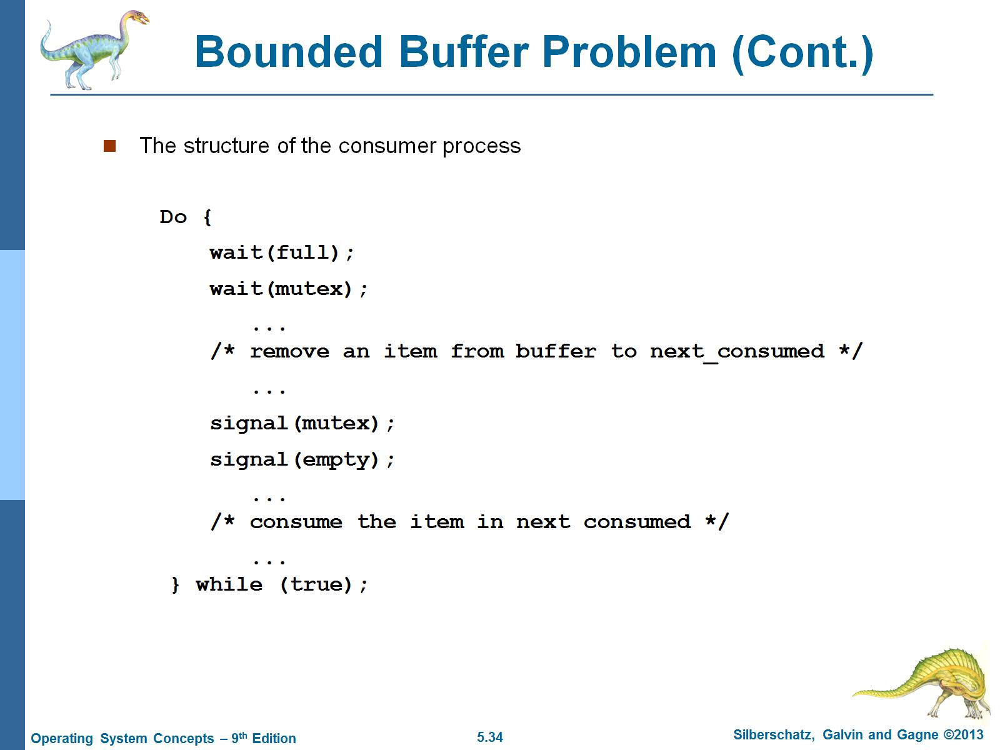 Bounded Buffer Problem (Cont.)
The structure of the consumer process
Do {
wait(full);
wait(mutex);
...
/* remove an item from buffer to next_consumed */
...
signal(mutex);
signal(empty);
...
/* consume the item in next consumed */
...
} while (true);
Operating System Concepts – 9th Edition
5.34
Silberschatz, Galvin and Gagne ©2013